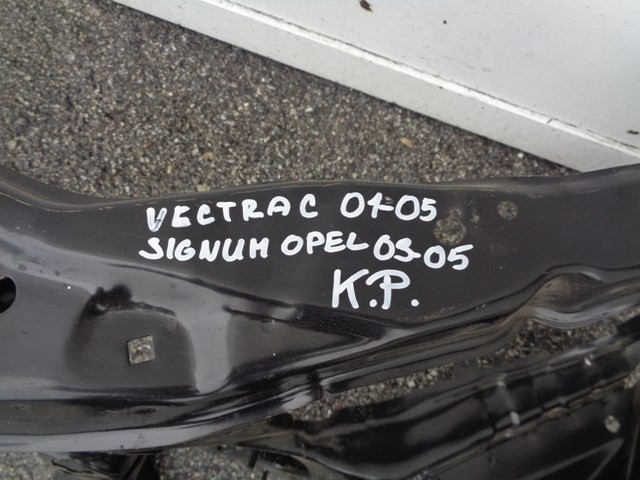 VECTRA C 01-05
SIGNUM OPEL 03-05
K.P.